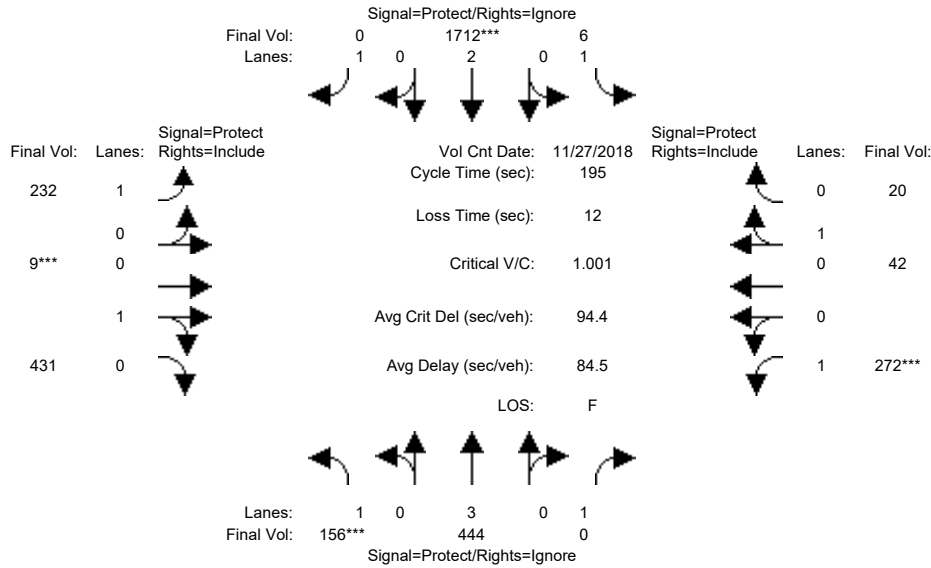 Signal=Protect/Rights=Ignore
Final Vol: 0 1712*** 6
Lanes: 1 0 2 0 1
Signal=Protect
Final Vol: Lanes: Rights=Include
Vol Cnt Date: 11/27/2018
Signal=Protect
Rights=Include Lanes: Final Vol:
Cycle Time (sec): 195
232 1
0 20
Loss Time (sec): 12
0
1
9*** 0
Critical V/C: 1.001
0 42
1
Avg Crit Del (sec/veh): 94.4
0
431 0
Avg Delay (sec/veh): 84.5
1 272***
LOS: F
Lanes: 1 0 3 0 1
Final Vol: 156*** 444 0
Signal=Protect/Rights=Ignore